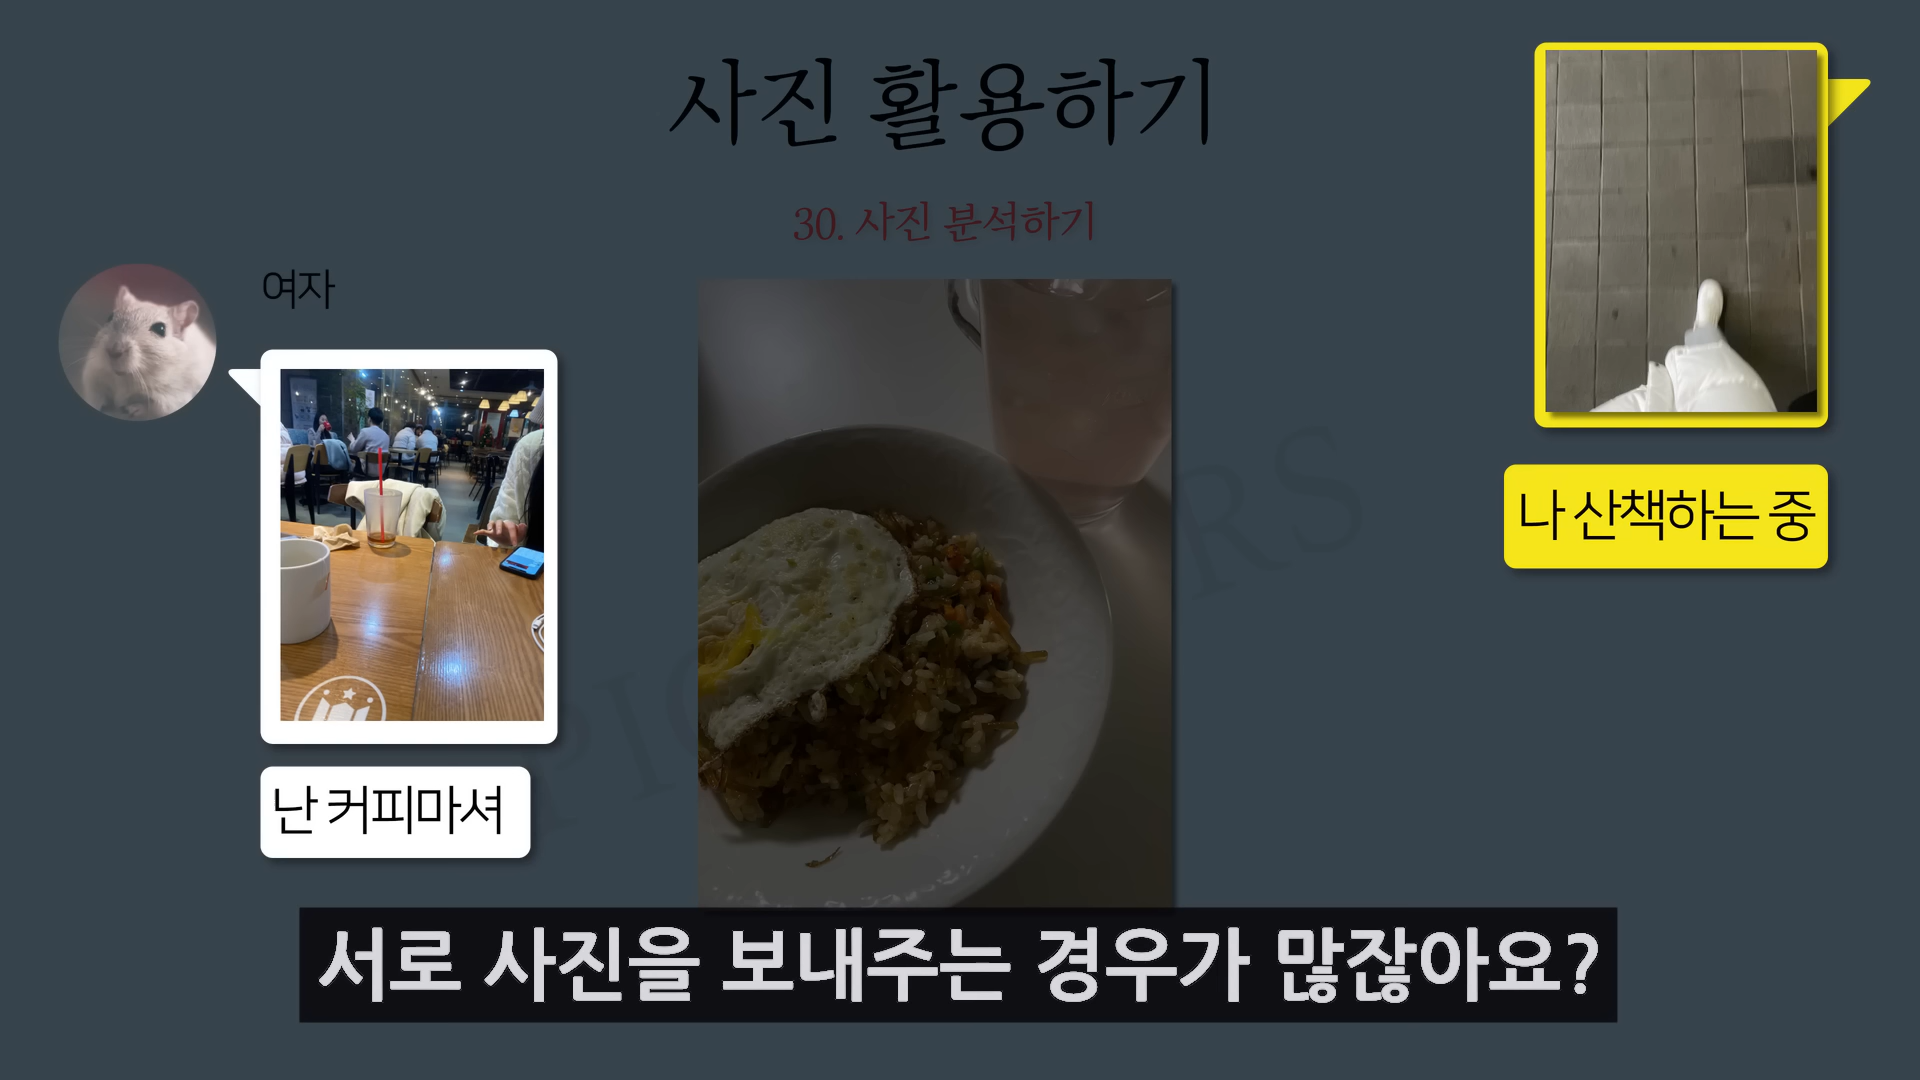 사진 활용하기
30. 사진 분석하기
여자
난 커피마셔
나 산책하는 중
서로 사진을 보내주는 경우가 많잖아요?